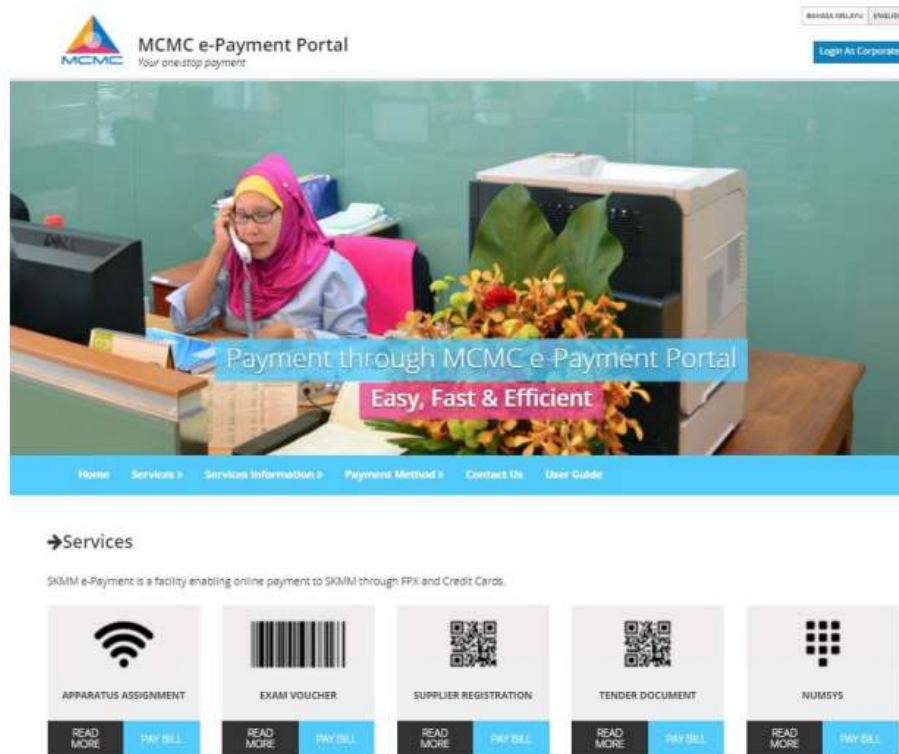 BAHASA MELAYU ENGLISH
MCMC
MCMC e-Payment Portal
Your one-stop payment
Login As Corporate
DELL
Payment through MCMC e-Payment Portal
Easy, Fast & Efficient
Home Services » Services Information » Payment Method » Contact Us User Guide
➔Services
SKMM e-Payment is a facility enabling online payment to SKMM through FPX and Credit Cards.
APPARATUS ASSIGNMENT EXAM VOUCHER SUPPLIER REGISTRATION TENDER DOCUMENT NUMSYS
READ MORE PAY BILL READ MORE PAY BILL READ MORE PAY BILL READ MORE PAY BILL READ MORE PAY BILL